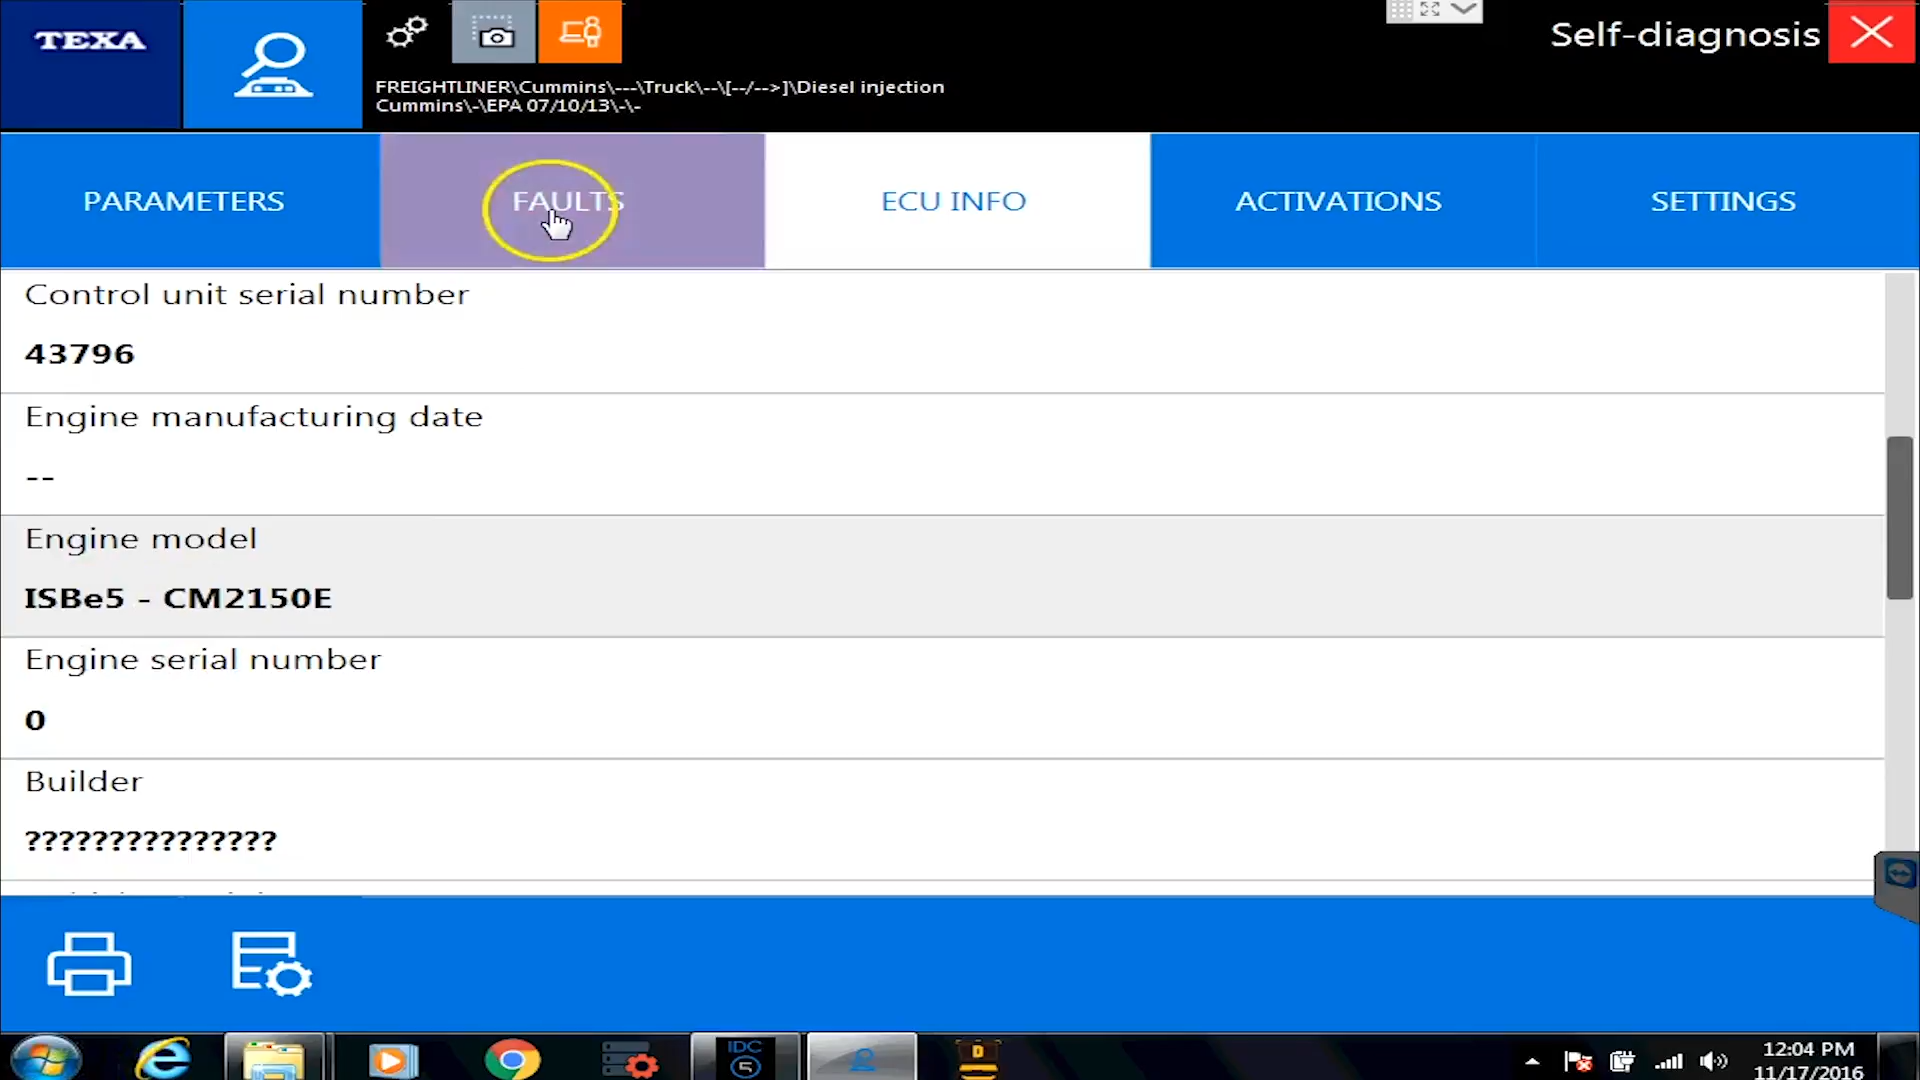 TEXA
Self-diagnosis
FREIGHTLINER\Cummins\---\Truck\--\[--/-->]\Diesel injection
Cummins\-\EPA 07/10/13\-\-
PARAMETERS
FAULTS
ECU INFO
ACTIVATIONS
SETTINGS
Control unit serial number
43796
Engine manufacturing date
--
Engine model
ISBe5 - CM2150E
Engine serial number
0
Builder
???????????????
IDC
5
D
12:04 PM
11/17/2016